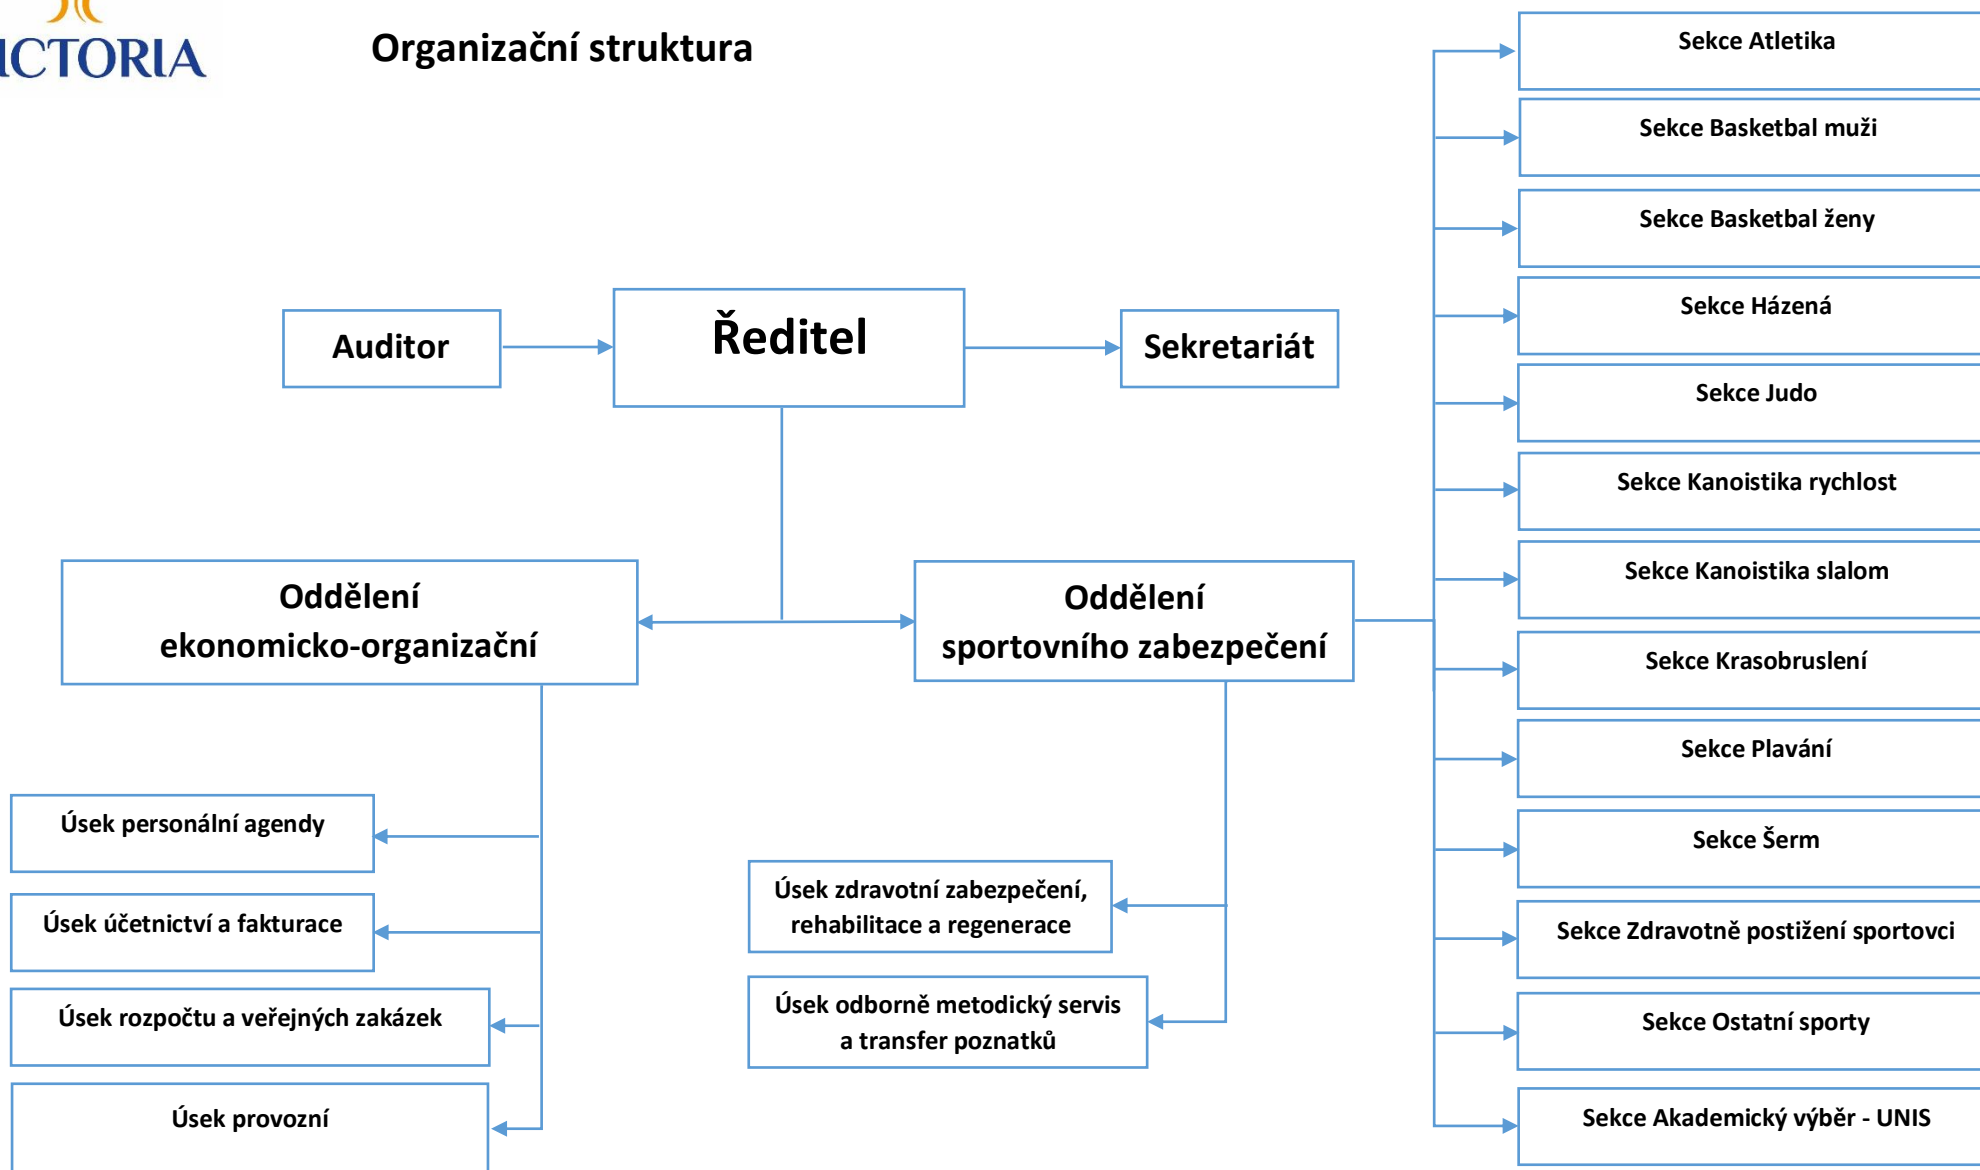 ICTORIA
Organizační struktura
Auditor
Ředitel
Sekretariát
Oddělení
ekonomicko-organizační
Oddělení
sportovního zabezpečení
Úsek personální agendy
Úsek účetnictví a fakturace
Úsek rozpočtu a veřejných zakázek
Úsek provozní
Úsek zdravotní zabezpečení,
rehabilitace a regenerace
Úsek odborně metodický servis
a transfer poznatků
Sekce Atletika
Sekce Basketbal muži
Sekce Basketbal ženy
Sekce Házená
Sekce Judo
Sekce Kanoistika rychlost
Sekce Kanoistika slalom
Sekce Krasobruslení
Sekce Plavání
Sekce Šerm
Sekce Zdravotně postižení sportovci
Sekce Ostatní sporty
Sekce Akademický výběr - UNIS